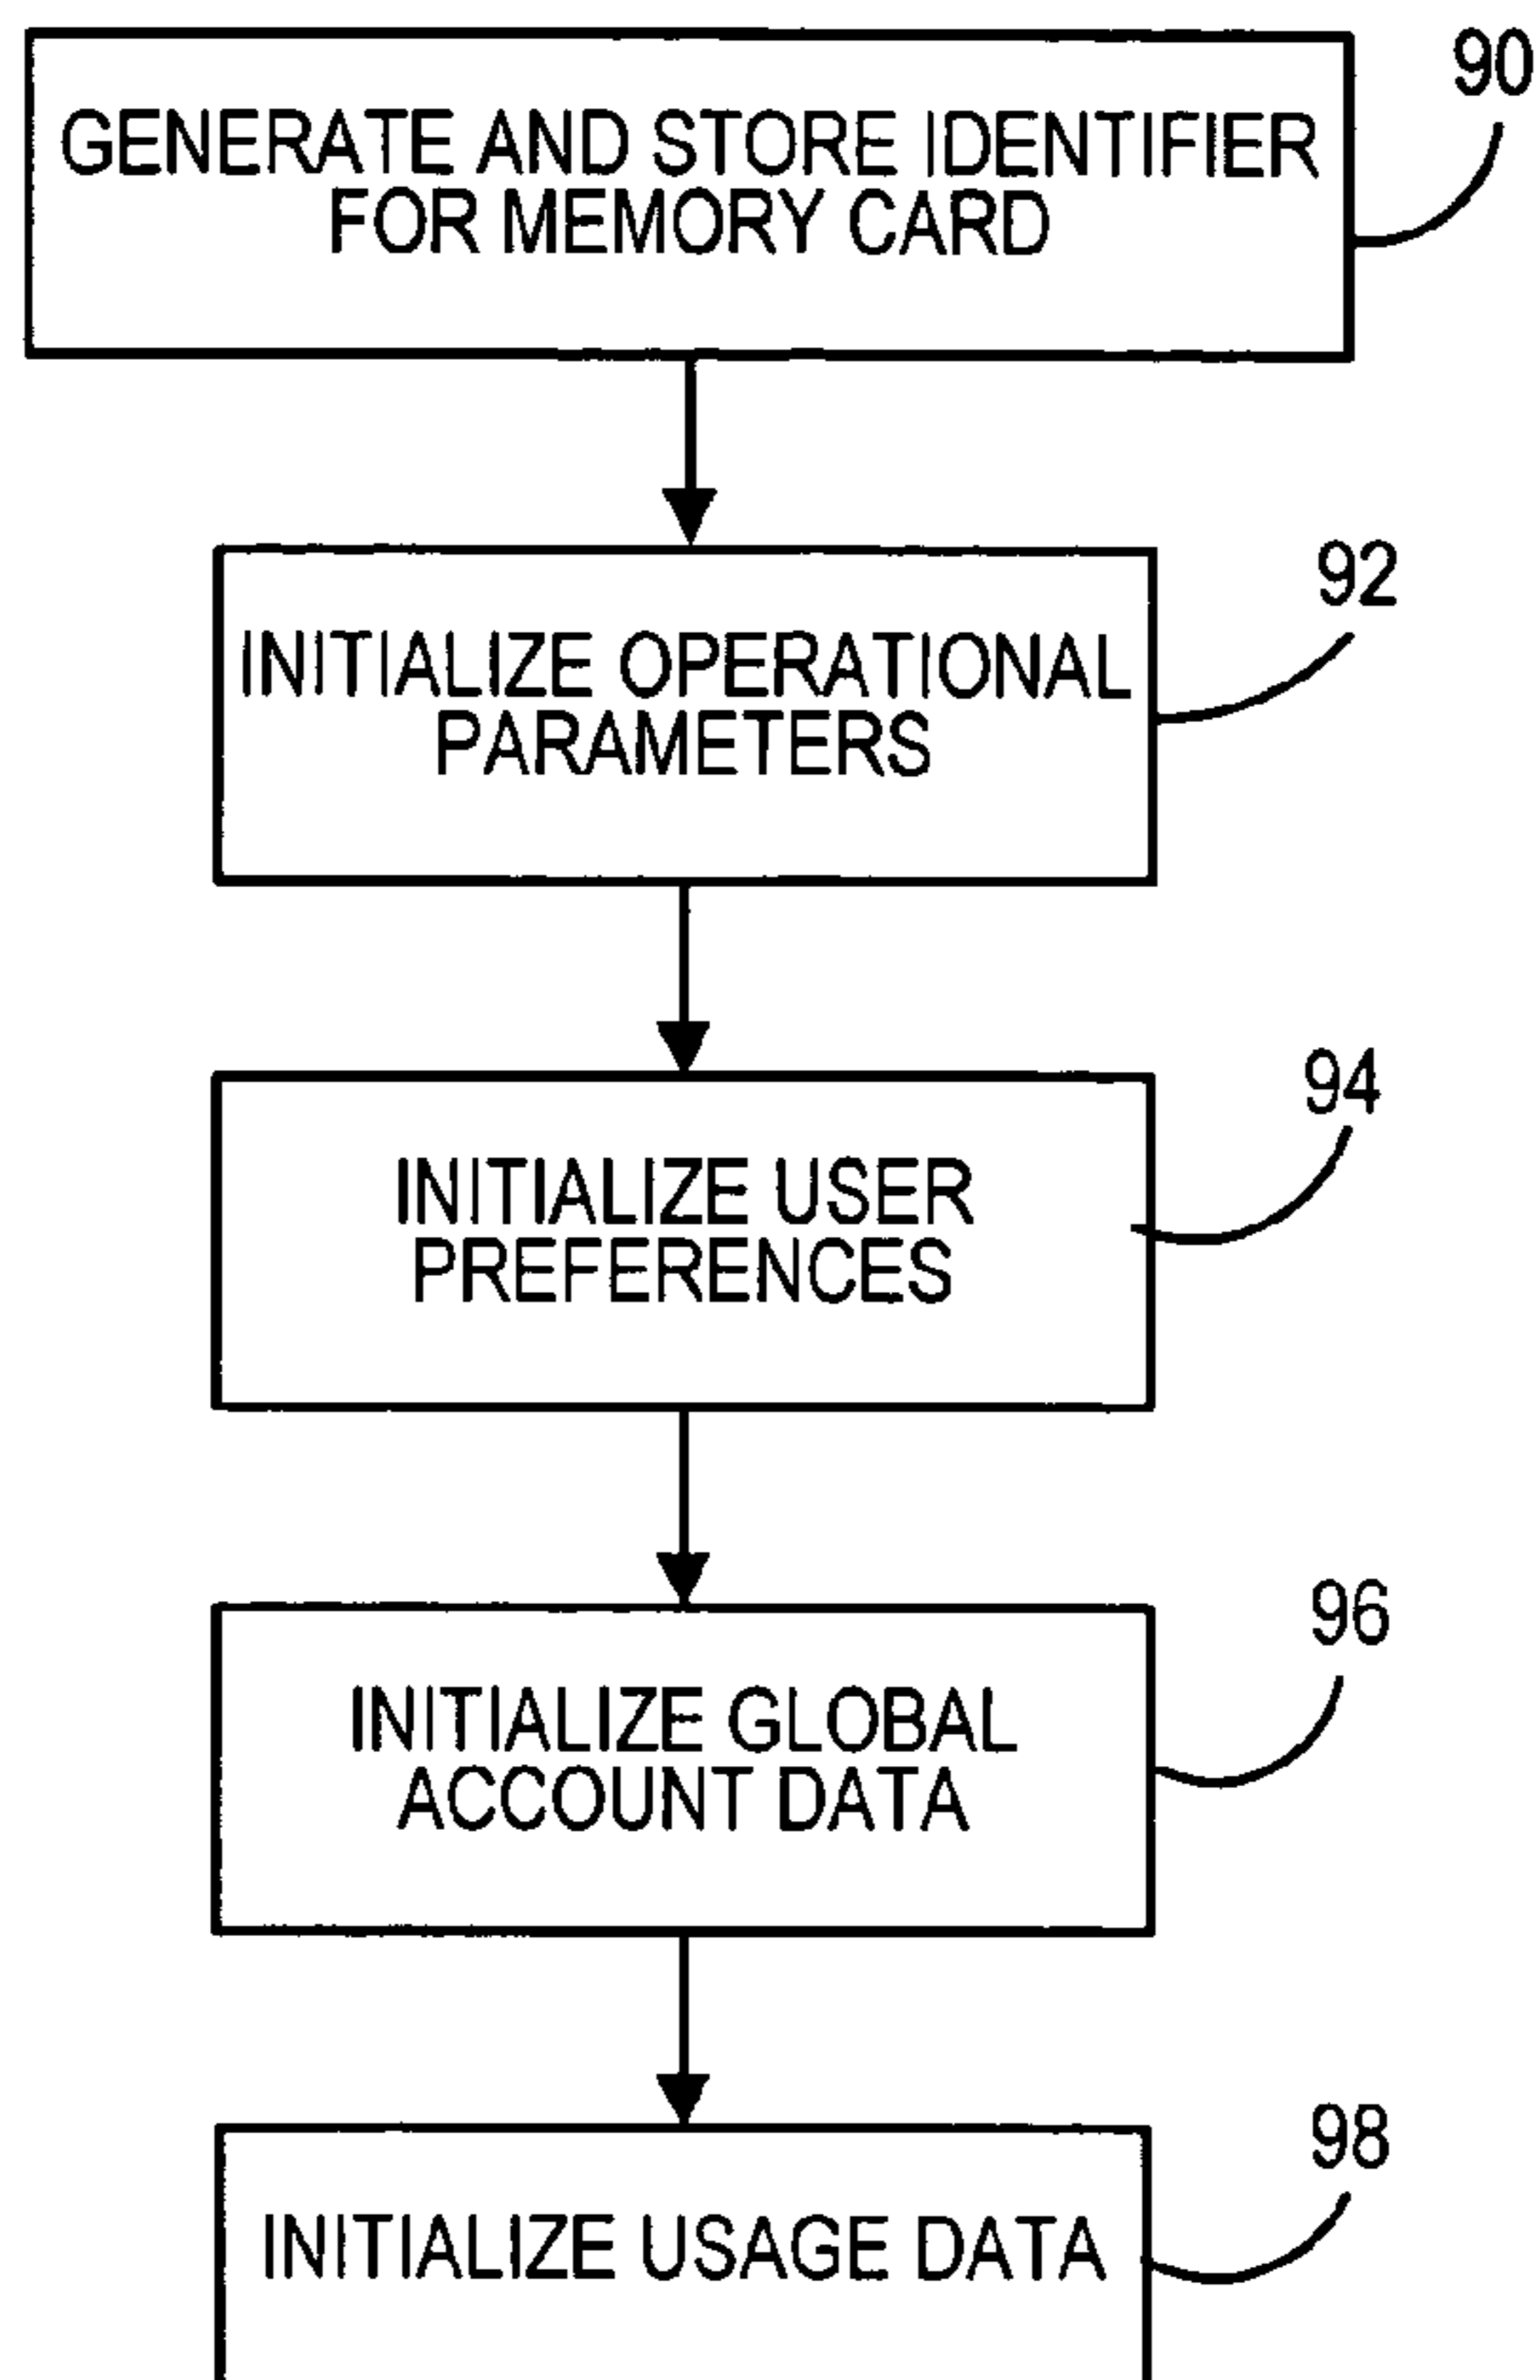 GENERATE AND STORE IDENTIFIER
FOR MEMORY CARD
90
INITIALIZE OPERATIONAL
PARAMETERS
92
INITIALIZE USER
PREFERENCES
94
INITIALIZE GLOBAL
ACCOUNT DATA
96
INITIALIZE USAGE DATA
98